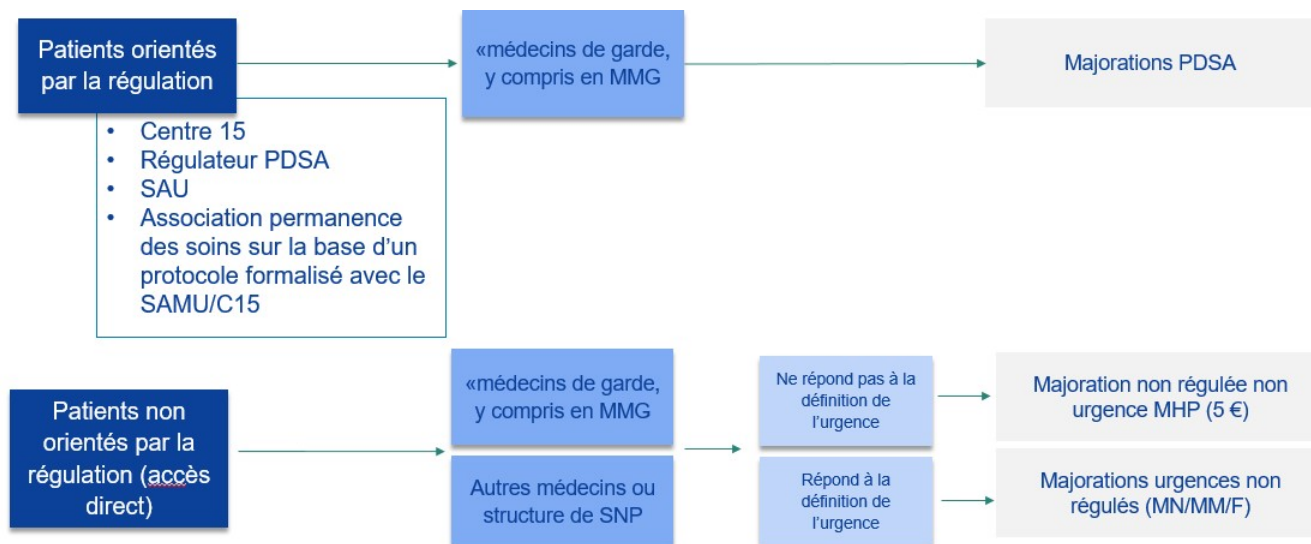 Patients orientés
par la régulation
«médecins de garde,
y compris en MMG
Majorations PDSA
• Centre 15
• Régulateur PDSA
• SAU
• Association permanence
des soins sur la base d'un
protocole formalisé avec le
SAMU/C15
Patients non
orientés par la
régulation (accès
direct)
«médecins de garde,
y compris en MMG
Autres médecins ou
structure de SNP
Ne répond pas à la
définition de
l'urgence
Répond à la
définition de
l'urgence
Majoration non régulée non
urgence MHP (5 €)
Majorations urgences non
régulés (MN/MM/F)